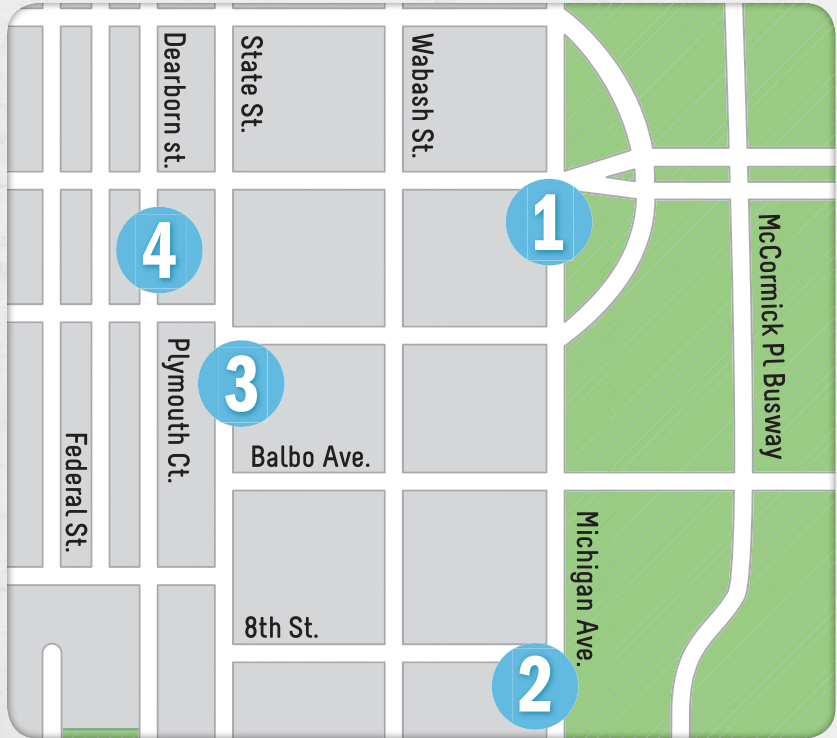 Dearborn st.
State St.
Wabash St.
1
McCormick Pl Busway
4
3
Plymouth Ct.
Federal St.
Balbo Ave.
Michigan Ave.
8th St.
2